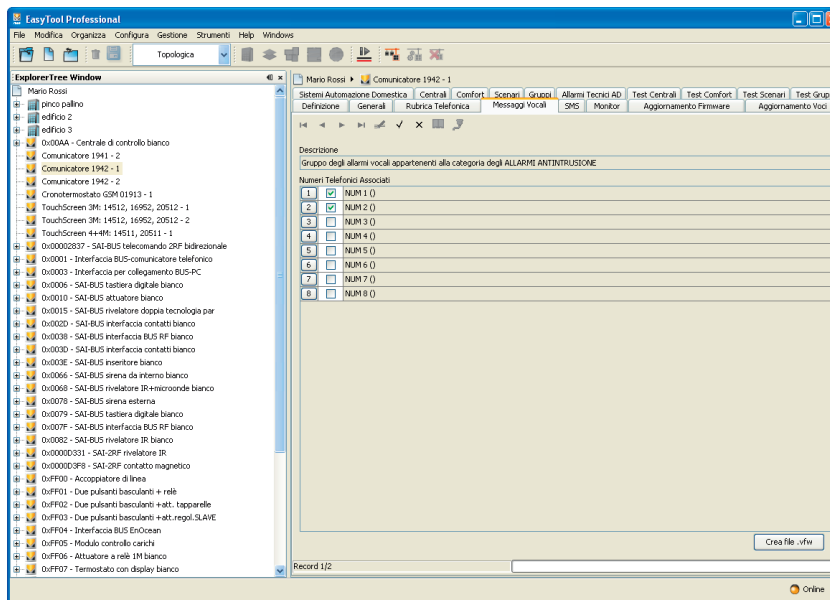 EasyTool Professional
File Modifica Organizza Configura Gestione Strumenti Help Windows
Topologica
ExplorerTree Window
Mario Rossi
pinco pallino
edificio 2
edificio 3
0x00AA - Centrale di controllo bianco
Comunicatore 1941 - 2
Comunicatore 1942 - 1
Comunicatore 1942 - 2
Cronotermostato GSM 01913 - 1
TouchScreen 3M: 14512, 16952, 20512 - 1
TouchScreen 3M: 14512, 16952, 20512 - 2
TouchScreen 4+4M: 14511, 20511 - 1
0x00002837 - SAI-BUS telecomando 2RF bidirezionale
0x0001 - Interfaccia BUS-comunicatore telefonico
0x0003 - Interfaccia per collegamento BUS-PC
0x0006 - SAI-BUS tastiera digitale bianco
0x0010 - SAI-BUS attuatore bianco
0x0015 - SAI-BUS rivelatore doppia tecnologia par
0x002D - SAI-BUS interfaccia contatti bianco
0x0038 - SAI-BUS interfaccia BUS RF bianco
0x003D - SAI-BUS interfaccia contatti bianco
0x003E - SAI-BUS inseritore bianco
0x0066 - SAI-BUS sirena da interno bianco
0x0068 - SAI-BUS rivelatore IR+microonde bianco
0x0078 - SAI-BUS sirena esterna
0x0079 - SAI-BUS tastiera digitale bianco
0x007F - SAI-BUS interfaccia BUS RF bianco
0x0082 - SAI-BUS rivelatore IR bianco
0x0000D331 - SAI-2RF rivelatore IR
0x0000D3F8 - SAI-2RF contatto magnetico
0xFF00 - Accoppiatore di linea
0xFF01 - Due pulsanti basculanti + relè
0xFF02 - Due pulsanti basculanti +att. tapparelle
0xFF03 - Due pulsanti basculanti +att.regol.SLAVE
0xFF04 - Interfaccia BUS EnOcean
0xFF05 - Modulo controllo carichi
0xFF06 - Attuatore a relè 1M bianco
0xFF07 - Termostato con display bianco
Mario Rossi Comunicatore 1942 - 1
Sistemi Automazione Domestica Centrali Comfort Scenari Gruppi Allarmi Tecnici AD Test Centrali Test Comfort Test Scenari Test Grup
Definizione Generali Rubrica Telefonica Messaggi Vocali SMS Monitor Aggiornamento Firmware Aggiornamento Voci
Descrizione
Gruppo degli allarmi vocali appartenenti alla categoria degli ALLARMI ANTINTRUSIONE
Numeri Telefonici Associati
1 NUM 1 ()
2 NUM 2 ()
3 NUM 3 ()
4 NUM 4 ()
5 NUM 5 ()
6 NUM 6 ()
7 NUM 7 ()
8 NUM 8 ()
Crea file .vfw
Record 1/2
Online